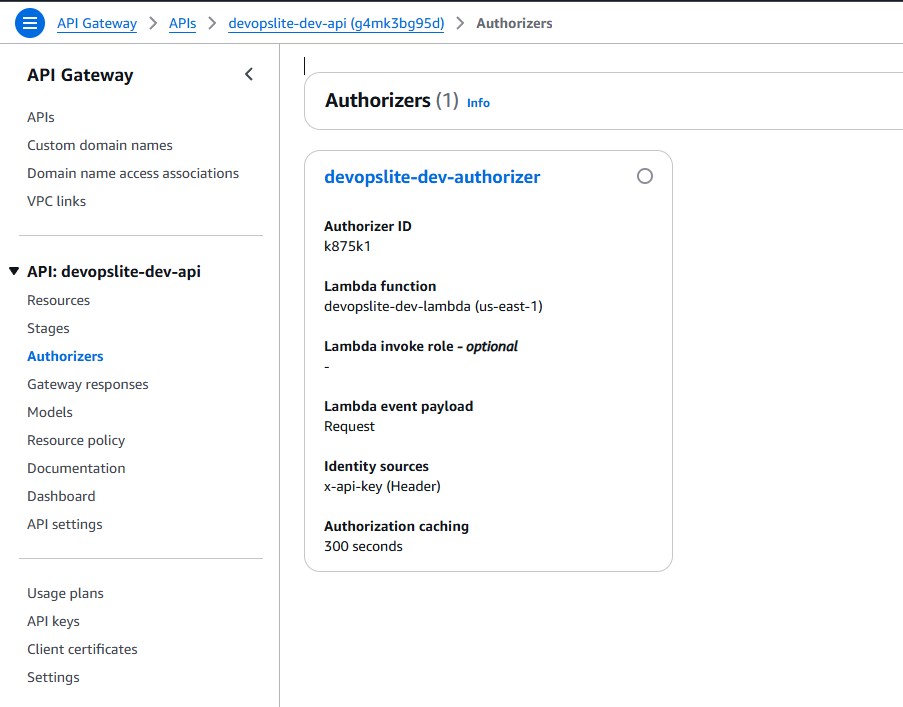 API Gateway > APIs > devopslite-dev-api (g4mk3bg95d) > Authorizers
API Gateway
APIs
Custom domain names
Domain name access associations
VPC links
API: devopslite-dev-api
Resources
Stages
Authorizers
Gateway responses
Models
Resource policy
Documentation
Dashboard
API settings
Usage plans
API keys
Client certificates
Settings
Authorizers (1) Info
devopslite-dev-authorizer
Authorizer ID
k875k1
Lambda function
devopslite-dev-lambda (us-east-1)
Lambda invoke role - optional
-
Lambda event payload
Request
Identity sources
x-api-key (Header)
Authorization caching
300 seconds